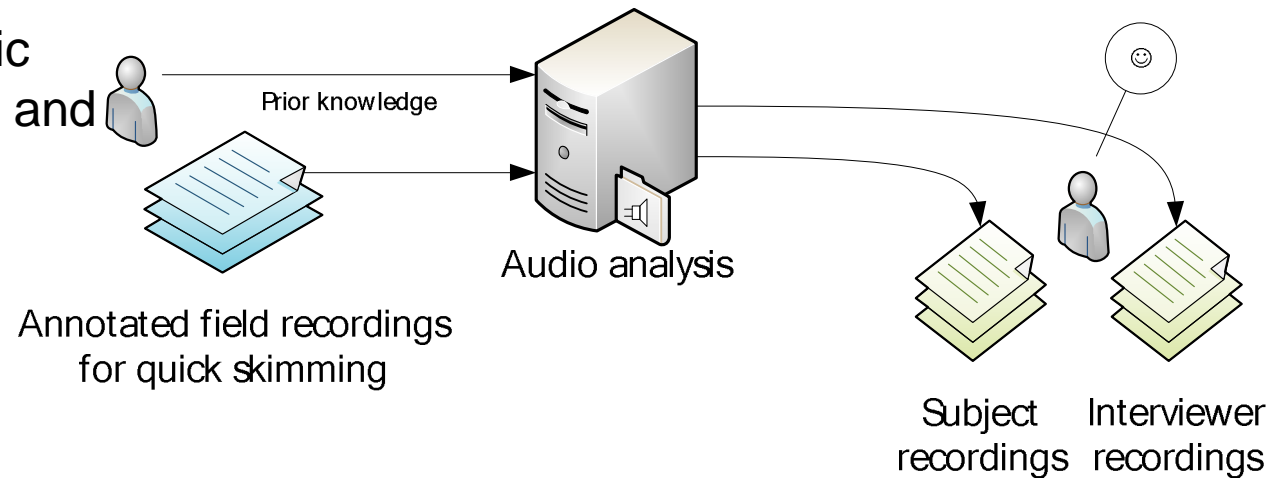 ic
and
Prior knowledge
Audio analysis
Annotated field recordings
for quick skimming
Subject
recordings
Interviewer
recordings